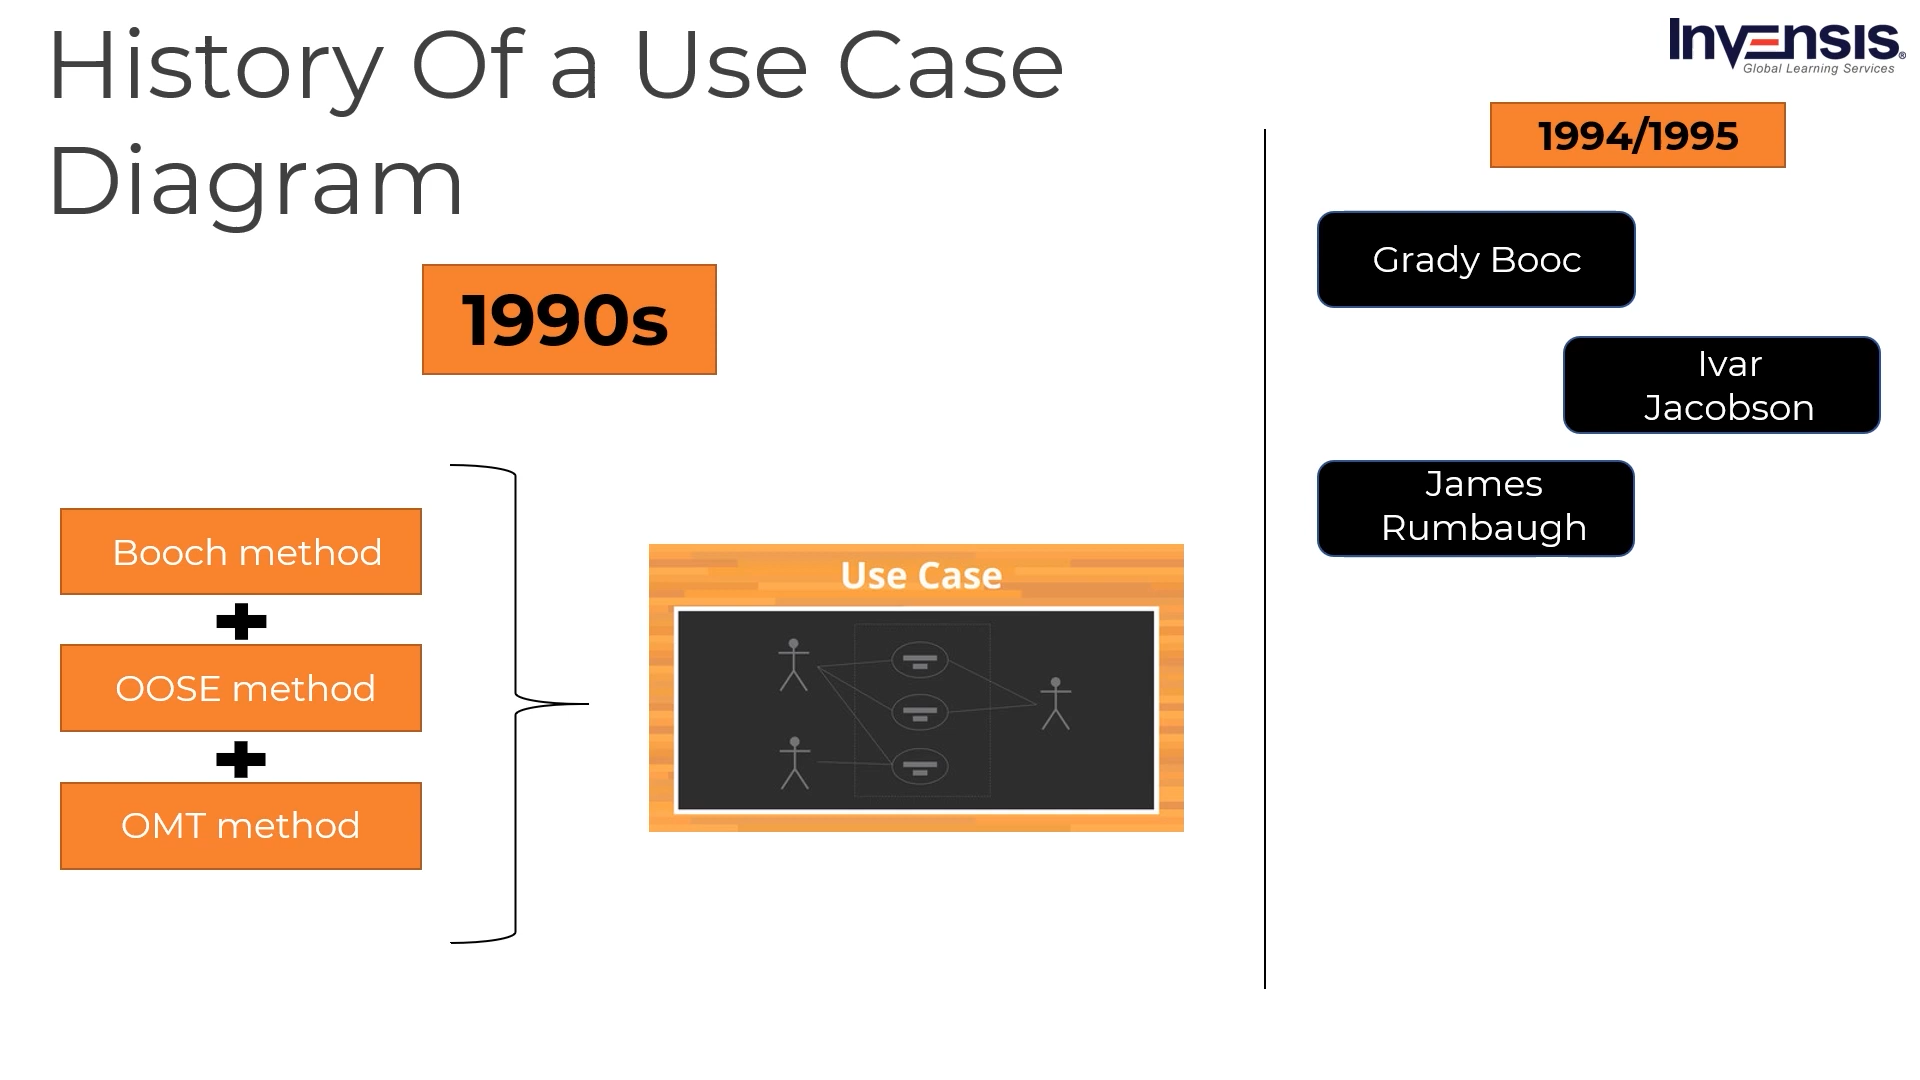 History Of a Use Case
Diagram
1990s
Booch method
OOSE method
OMT method
Use Case
Invensis®
Global Learning Services
1994/1995
Grady Booc
Ivar
Jacobson
James
Rumbaugh